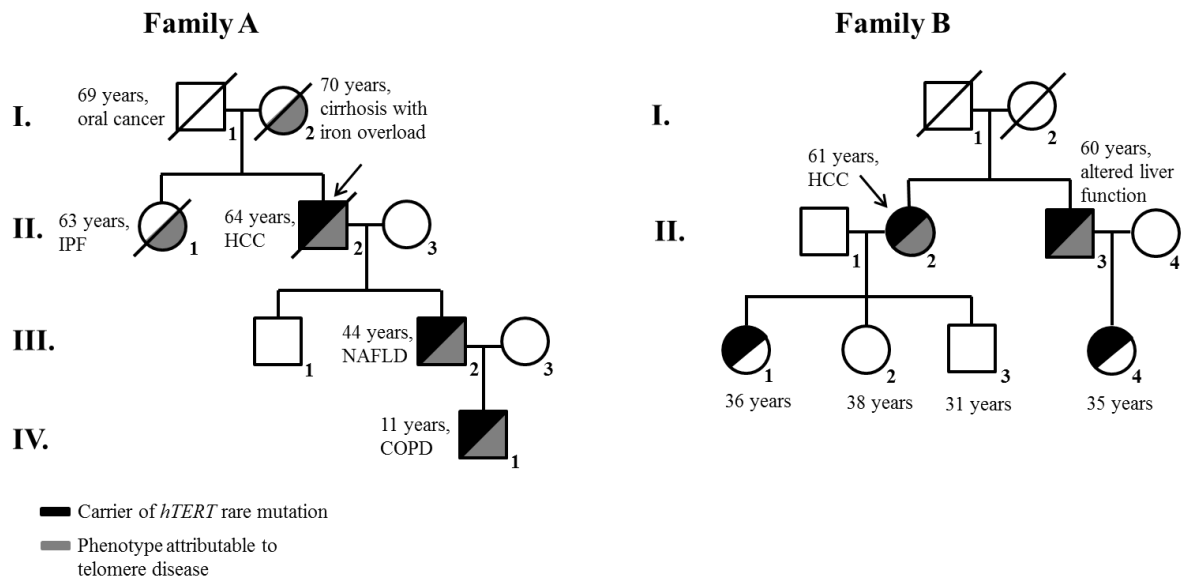 Family A
Family B
I.
69 years,
oral cancer
1
2
70 years,
cirrhosis with
iron overload
II.
63 years,
IPF
1
64 years,
HCC
2
3
III.
1
44 years,
NAFLD
2
3
IV.
11 years,
COPD
1
Carrier of hTERT rare mutation
Phenotype attributable to
telomere disease
I.
1
2
II.
1
61 years,
HCC
2
60 years,
altered liver
function
3
4
1
36 years
2
38 years
3
31 years
4
35 years